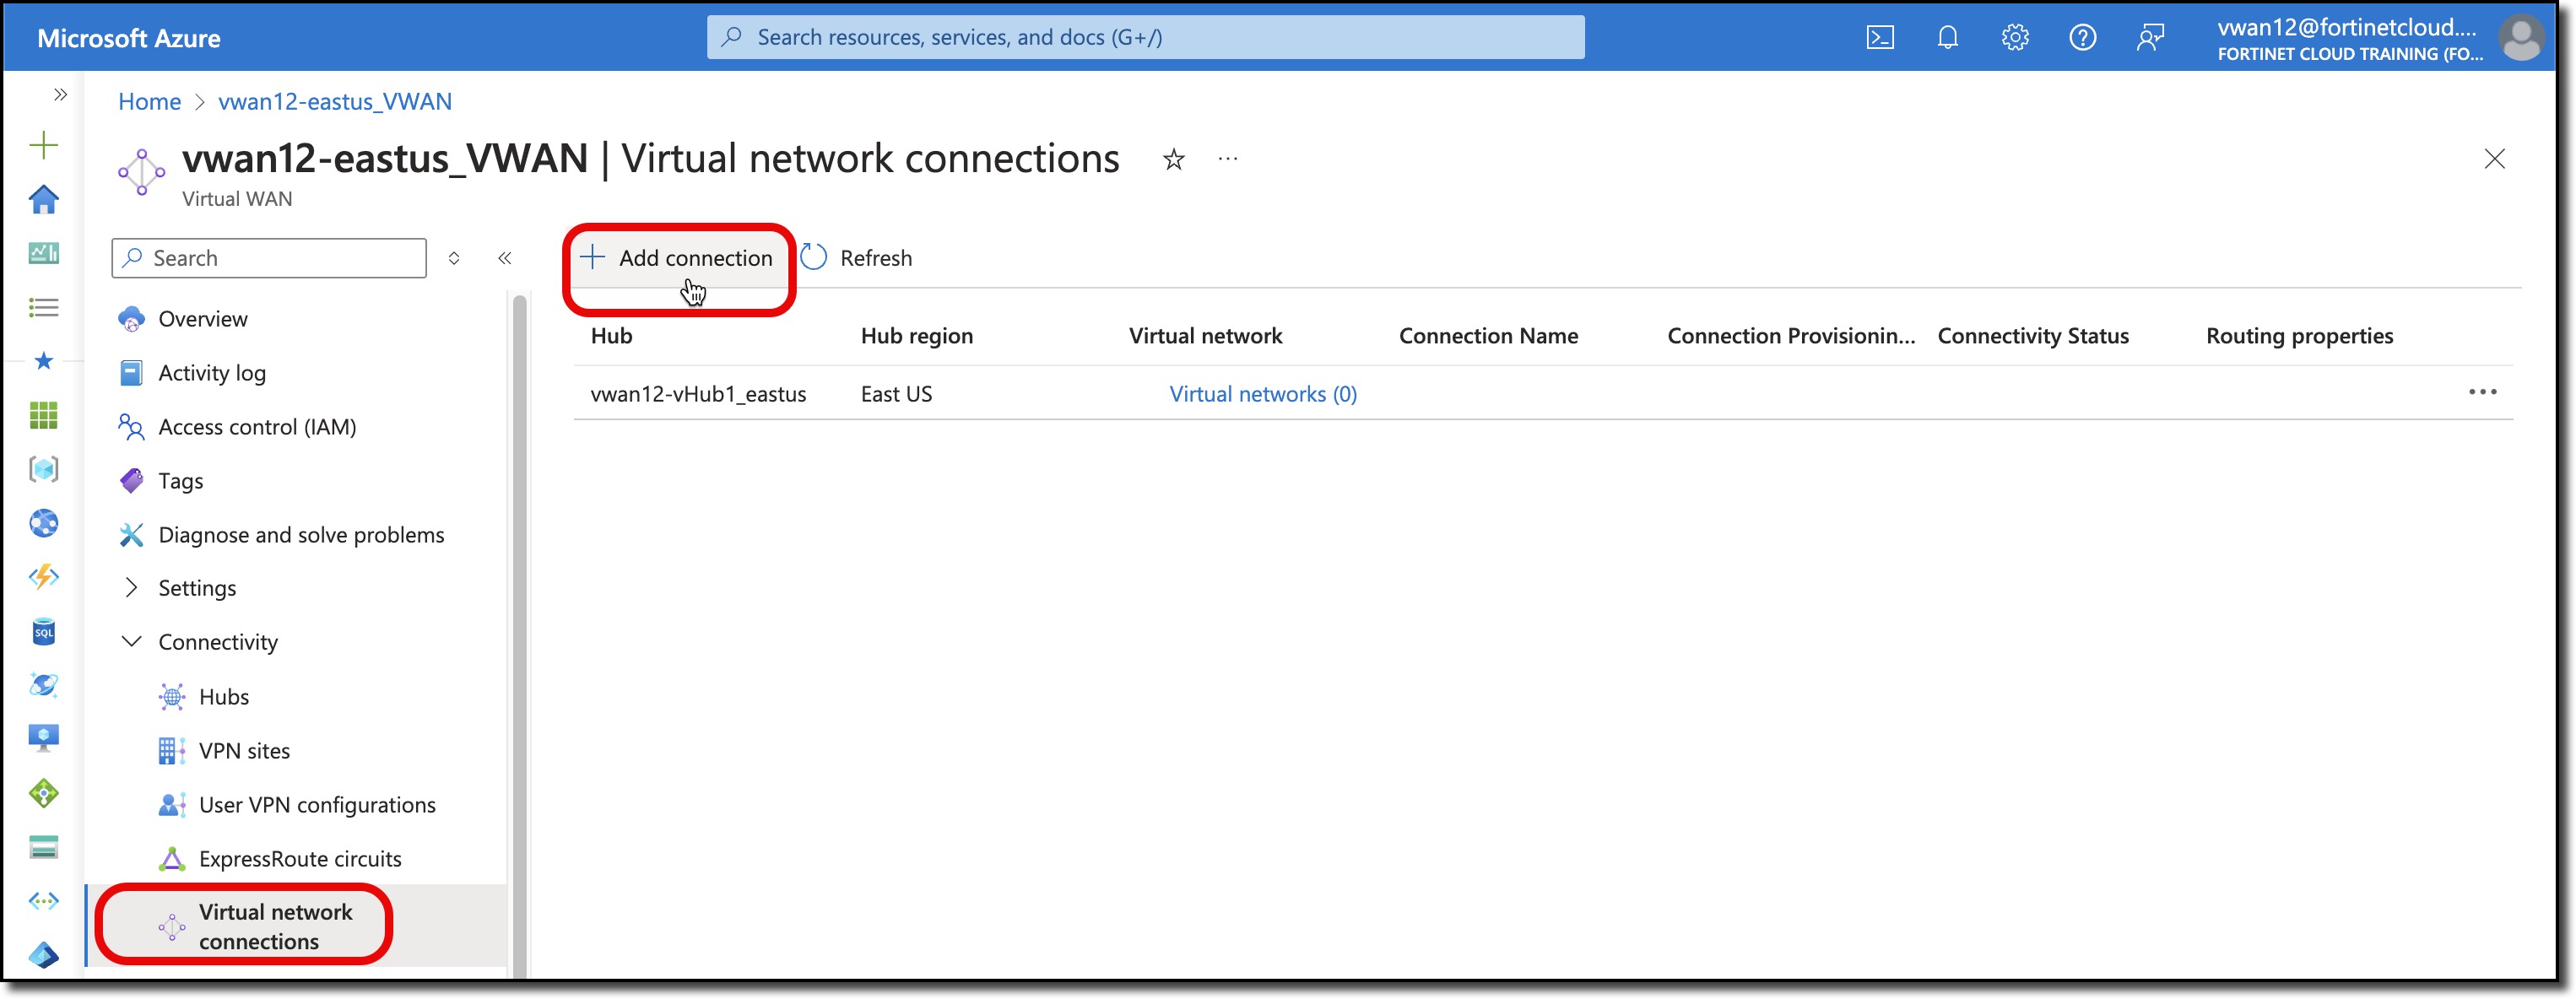 Microsoft Azure
Search resources, services, and docs (G+/)
vwan12@fortinetcloud....
FORTINET CLOUD TRAINING (FO...
Home > vwan12-eastus_VWAN
vwan12-eastus_VWAN | Virtual network connections
Virtual WAN
Search
Add connection
Refresh
Overview
Activity log
Access control (IAM)
Tags
Diagnose and solve problems
Settings
Connectivity
Hubs
VPN sites
User VPN configurations
ExpressRoute circuits
Virtual network
connections
Hub Hub region Virtual network Connection Name Connection Provisionin... Connectivity Status Routing properties
vwan12-vHub1_eastus East US Virtual networks (0)
SQL